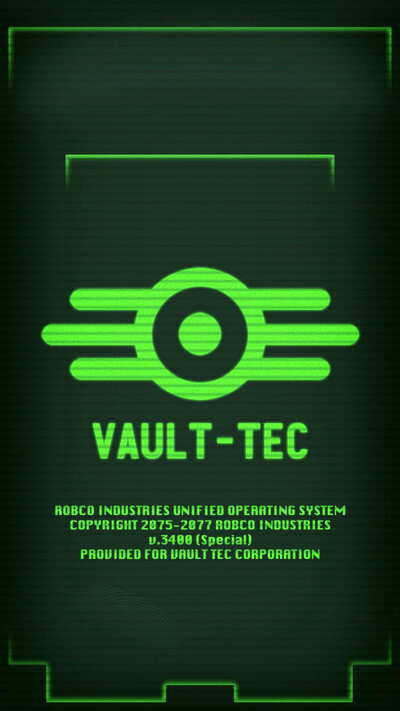 VAULT-TEC
ROBCO INDUSTRIES UNIFIED OPERATING SYSTEM
COPYRIGHT 2075-2077 ROBCO INDUSTRIES
v.3400 (Special)
PROVIDED FOR VAULT TEC CORPORATION